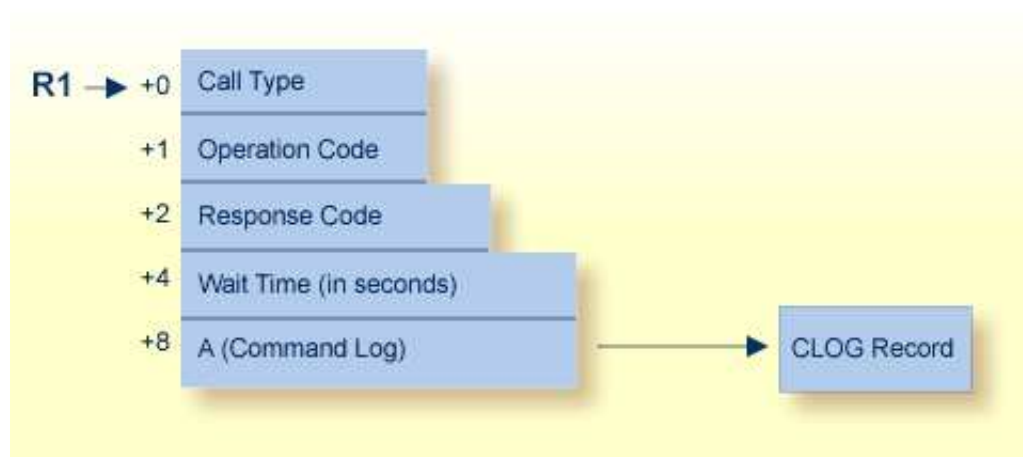 R1 +0 Call Type
+1 Operation Code
+2 Response Code
+4 Wait Time (in seconds)
+8 A (Command Log) CLOG Record